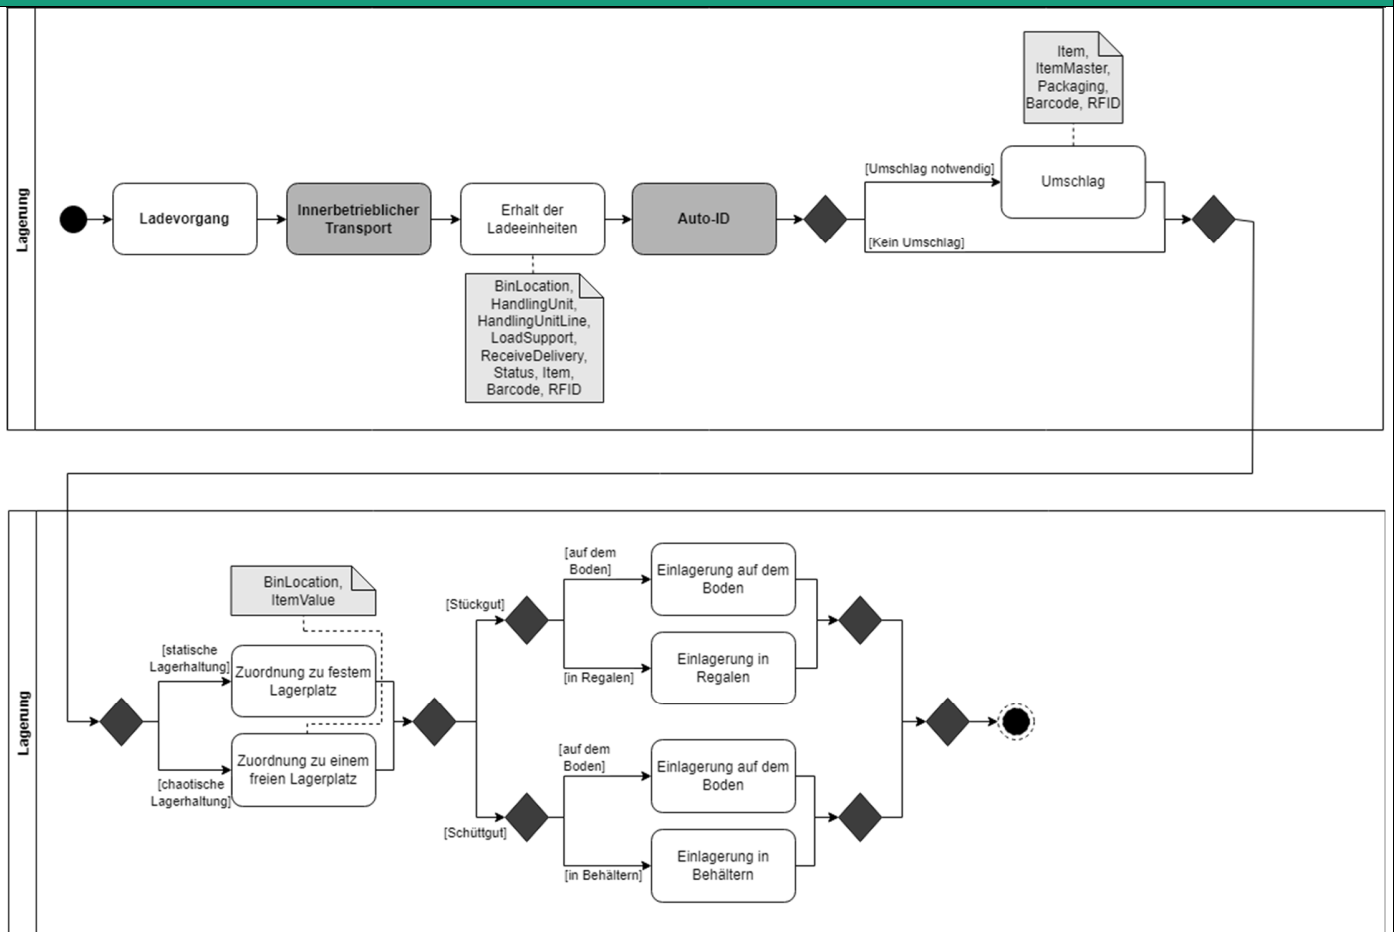 Lagerung
Ladevorgang
Innerbetrieblicher
Transport
Erhalt der
Ladeeinheiten
BinLocation,
HandlingUnit,
HandlingUnitLine,
LoadSupport,
ReceiveDelivery,
Status, Item,
Barcode, RFID
Auto-ID
[Umschlag notwendig]
[Kein Umschlag]
Item,
ItemMaster,
Packaging,
Barcode, RFID
Umschlag
Lagerung
BinLocation,
ItemValue
[statische
Lagerhaltung]
Zuordnung zu festem
Lagerplatz
[chaotische
Lagerhaltung]
Zuordnung zu einem
freien Lagerplatz
[Stückgut]
[auf dem
Boden]
Einlagerung auf dem
Boden
[in Regalen]
Einlagerung in
Regalen
[Schüttgut]
[auf dem
Boden]
Einlagerung auf dem
Boden
[in Behältern]
Einlagerung in
Behältern